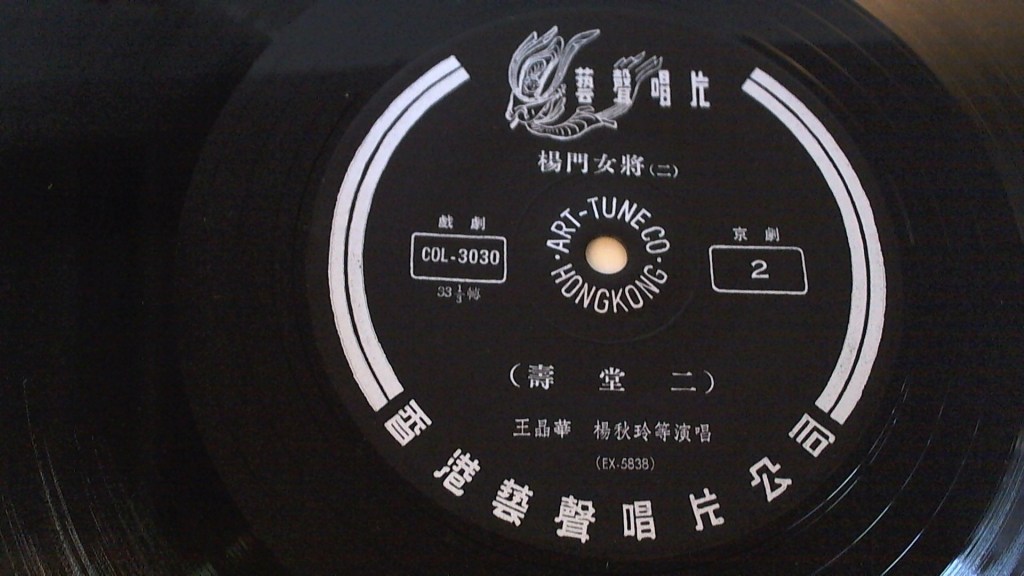 藝聲唱片
楊門女將(二)
戲劇
COL-3030
33⅓轉
ART-TUNE CO
·HONGKONG·
京劇
2
(壽堂二)
王晶華 楊秋玲等演唱
(EX-5838)
香港藝聲唱片公司